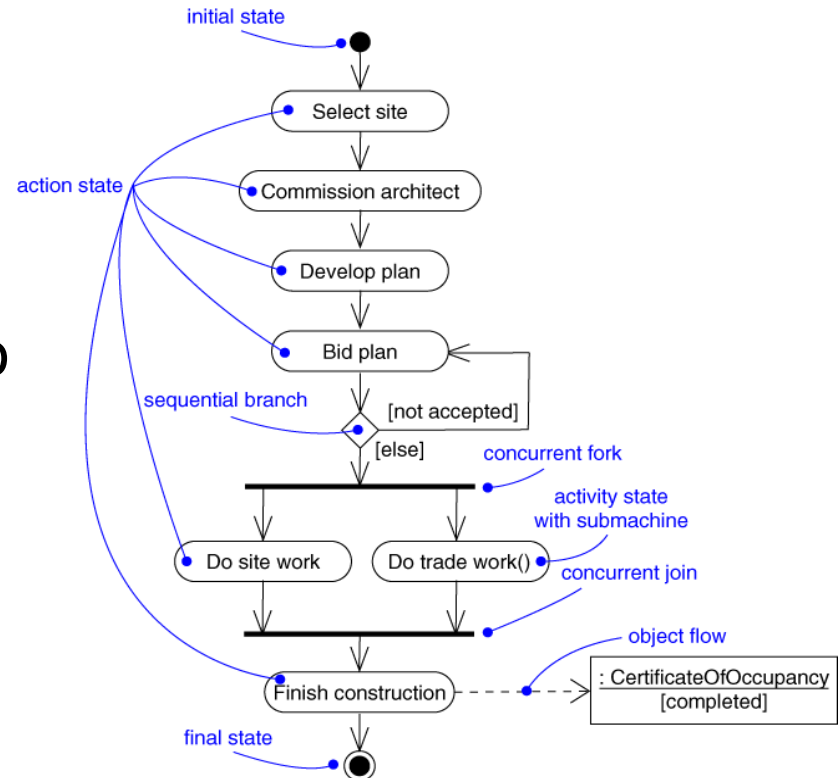 initial state
Select site
action state
Commission architect
Develop plan
Bid plan
sequential branch
[not accepted]
[else]
concurrent fork
activity state
with submachine
Do site work
Do trade work()
concurrent join
object flow
: CertificateOfOccupancy
[completed]
Finish construction
final state